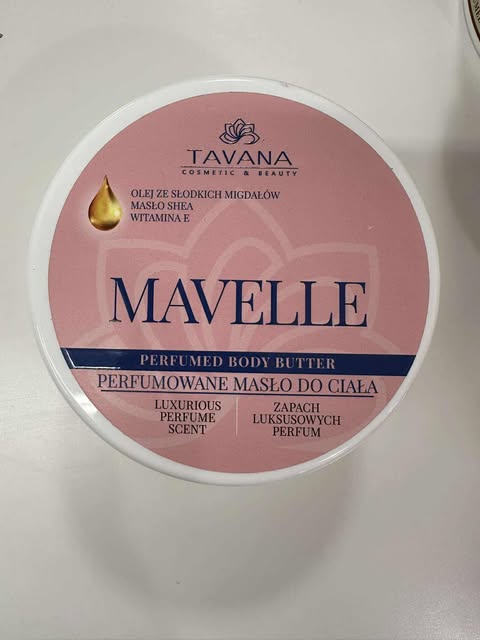 TAVANA
COSMETIC & BEAUTY
OLEJ ZE SŁODKICH MIGDAŁÓW
MASŁO SHEA
WITAMINA E
MAVELLE
PERFUMED BODY BUTTER
PERFUMOWANE MASŁO DO CIAŁA
LUXURIOUS
PERFUME
SCENT
ZAPACH
LUKSUSOWYCH
PERFUM